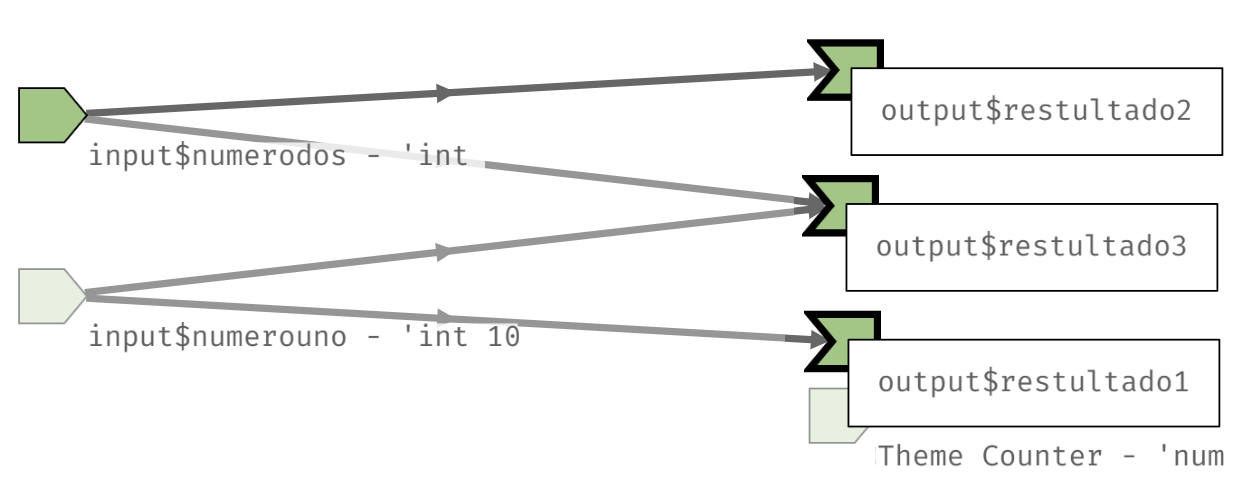 output$restultado2
input$numerodos - 'int
output$restultado3
input$numerouno - 'int 10
output$restultado1
Theme Counter - 'num